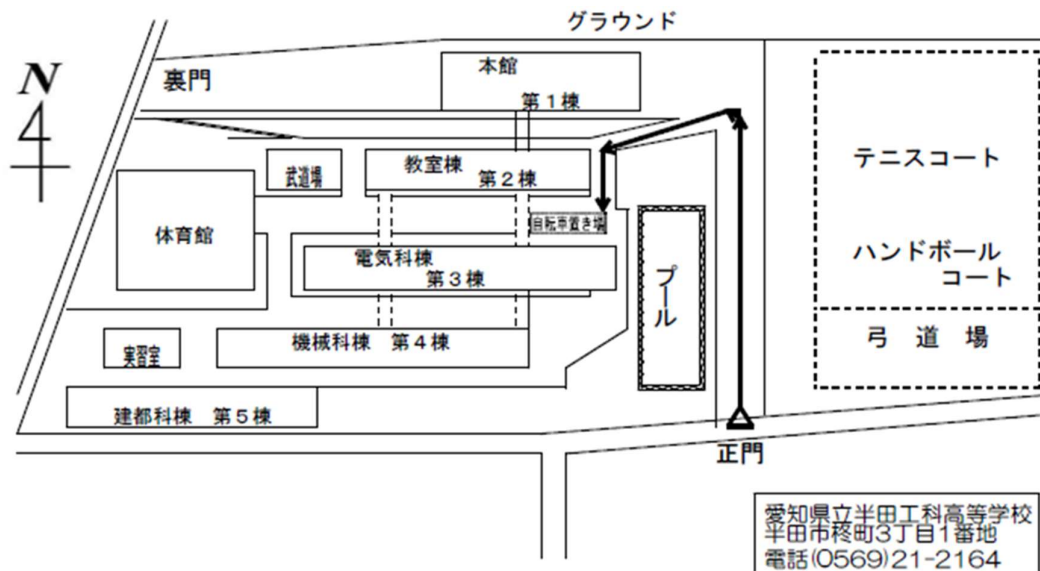 グラウンド
N
裏門
本館
第1棟
武道場
教室棟
第2棟
自転車置き場
体育館
電気科棟
第3棟
プール
機械科棟 第4棟
実習室
建都科棟 第5棟
テニスコート
ハンドボール
コート
弓 道 場
正門
愛知県立半田工科高等学校
半田市柊町3丁目1番地
電話(0569)21-2164